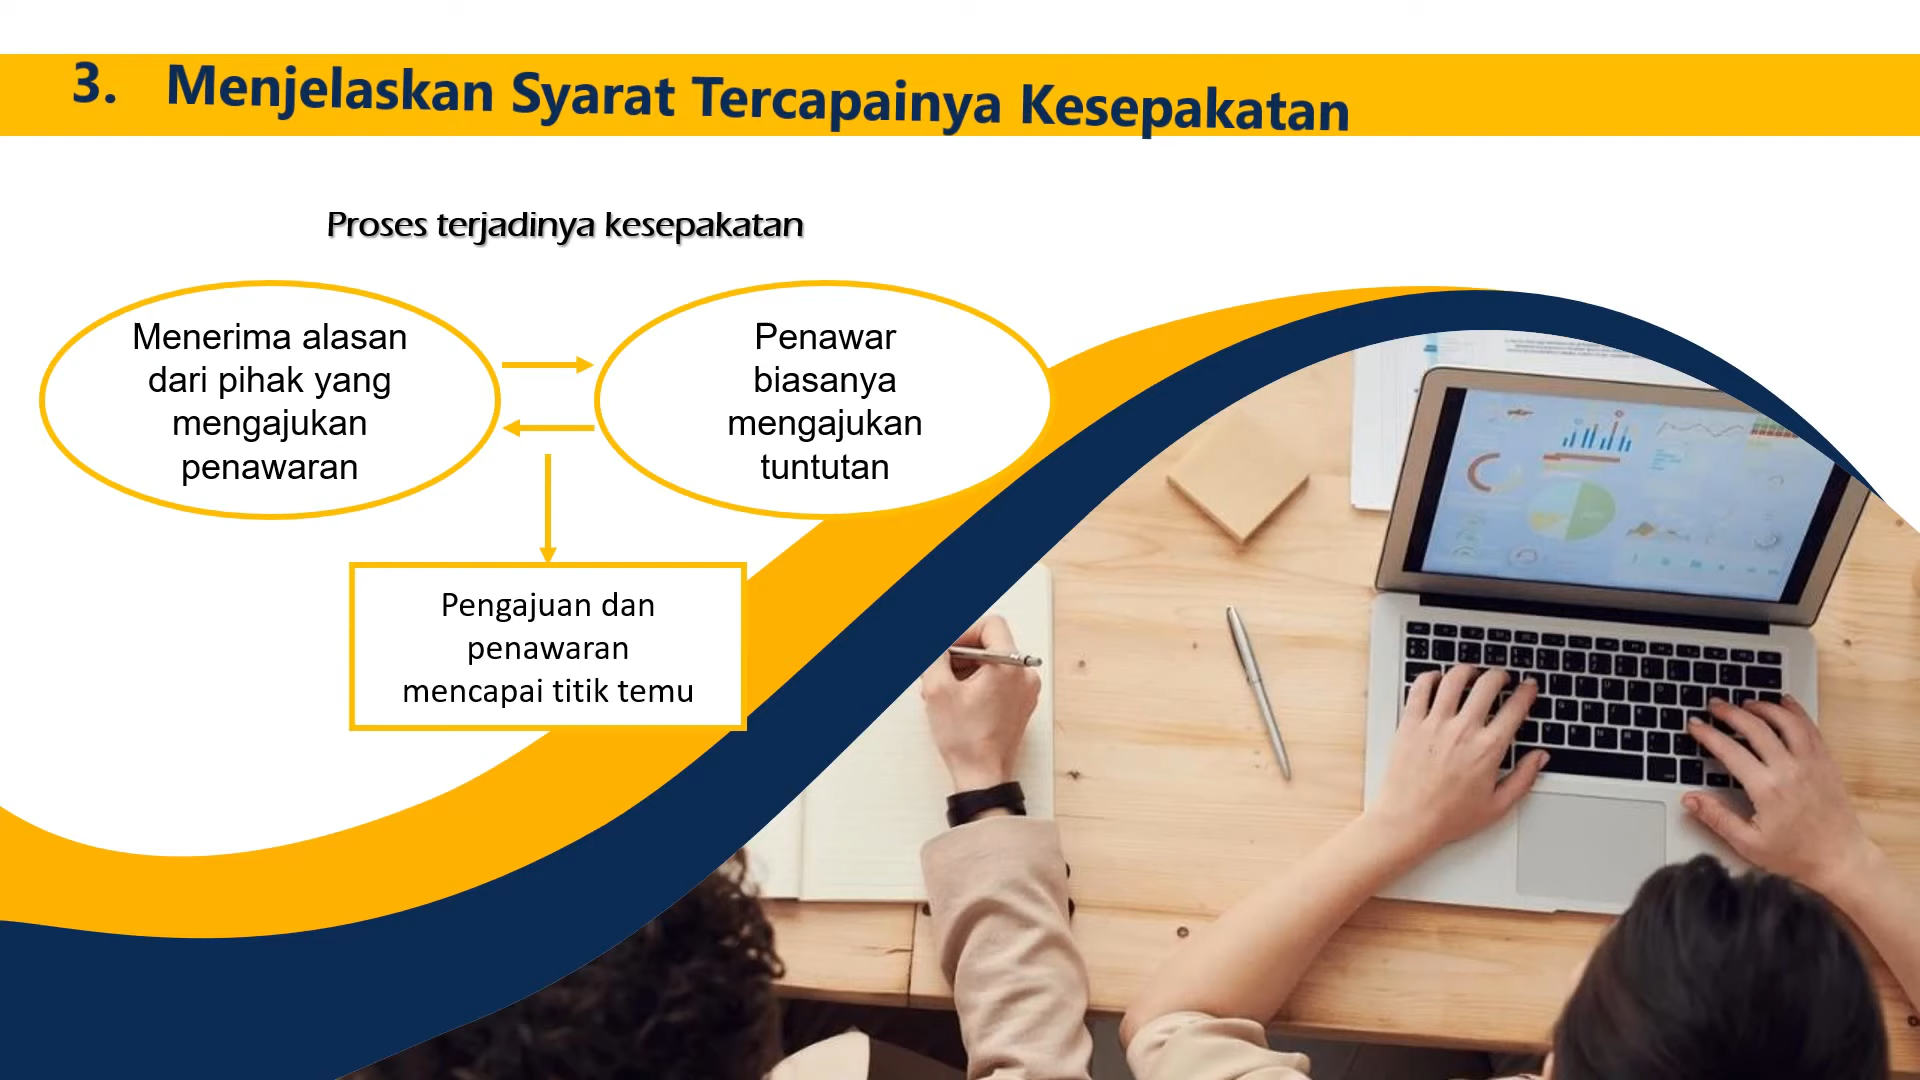 3. Menjelaskan Syarat Tercapainya Kesepakatan
Proses terjadinya kesepakatan
Menerima alasan
dari pihak yang
mengajukan
penawaran
Penawar
biasanya
mengajukan
tuntutan
Pengajuan dan
penawaran
mencapai titik temu